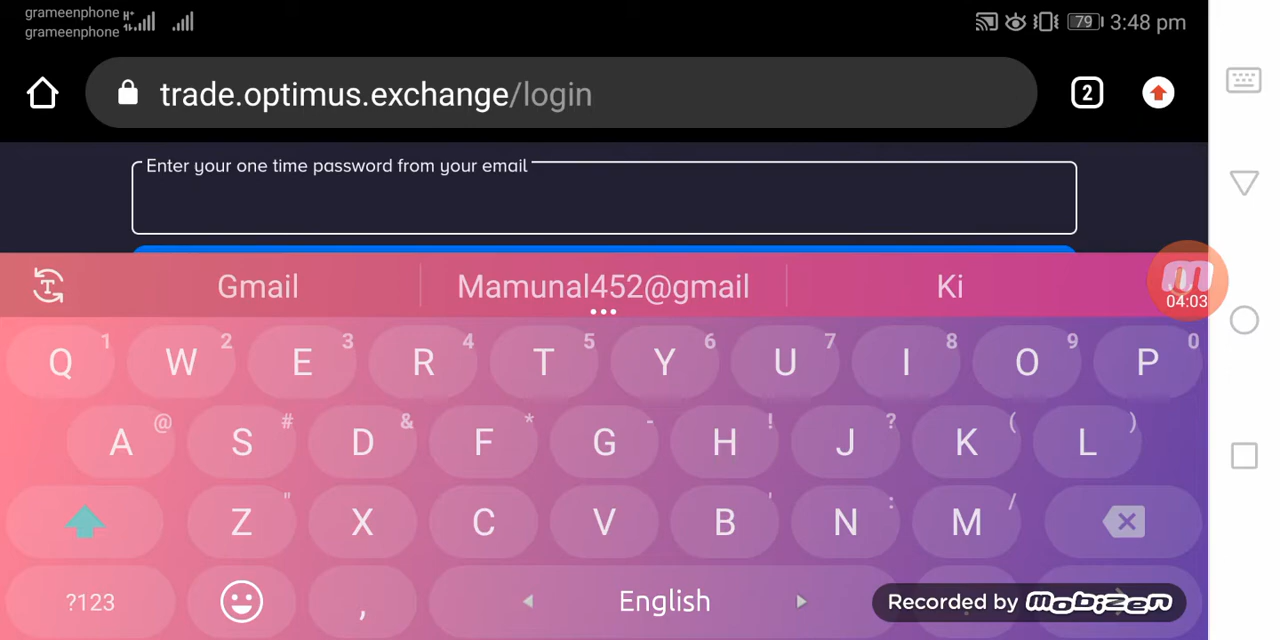 grameenphone H+
grameenphone
79 3:48 pm
trade.optimus.exchange/login
2
Enter your one time password from your email
Gmail Mamunal452@gmail Ki
04:03
Q 1 W 2 E 3 R 4 T 5 Y 6 U 7 I 8 O 9 P 0
A @ S # D & F * G - H ! J ? K ( L )
Z " X C V B ' N : M /
?123 , English
Recorded by mobizen